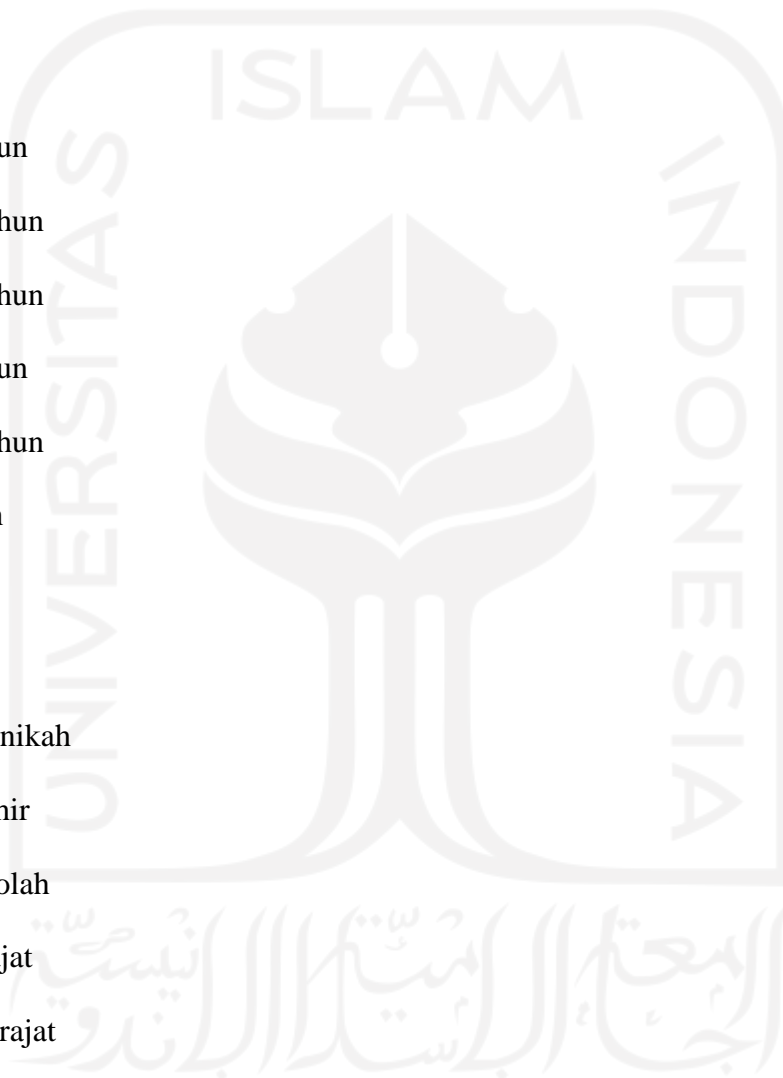 ISLAM
UNIVERSITAS
INDONESIA
un
hun
hun
un
hun
n
nikah
hir
olah
jat
rajat